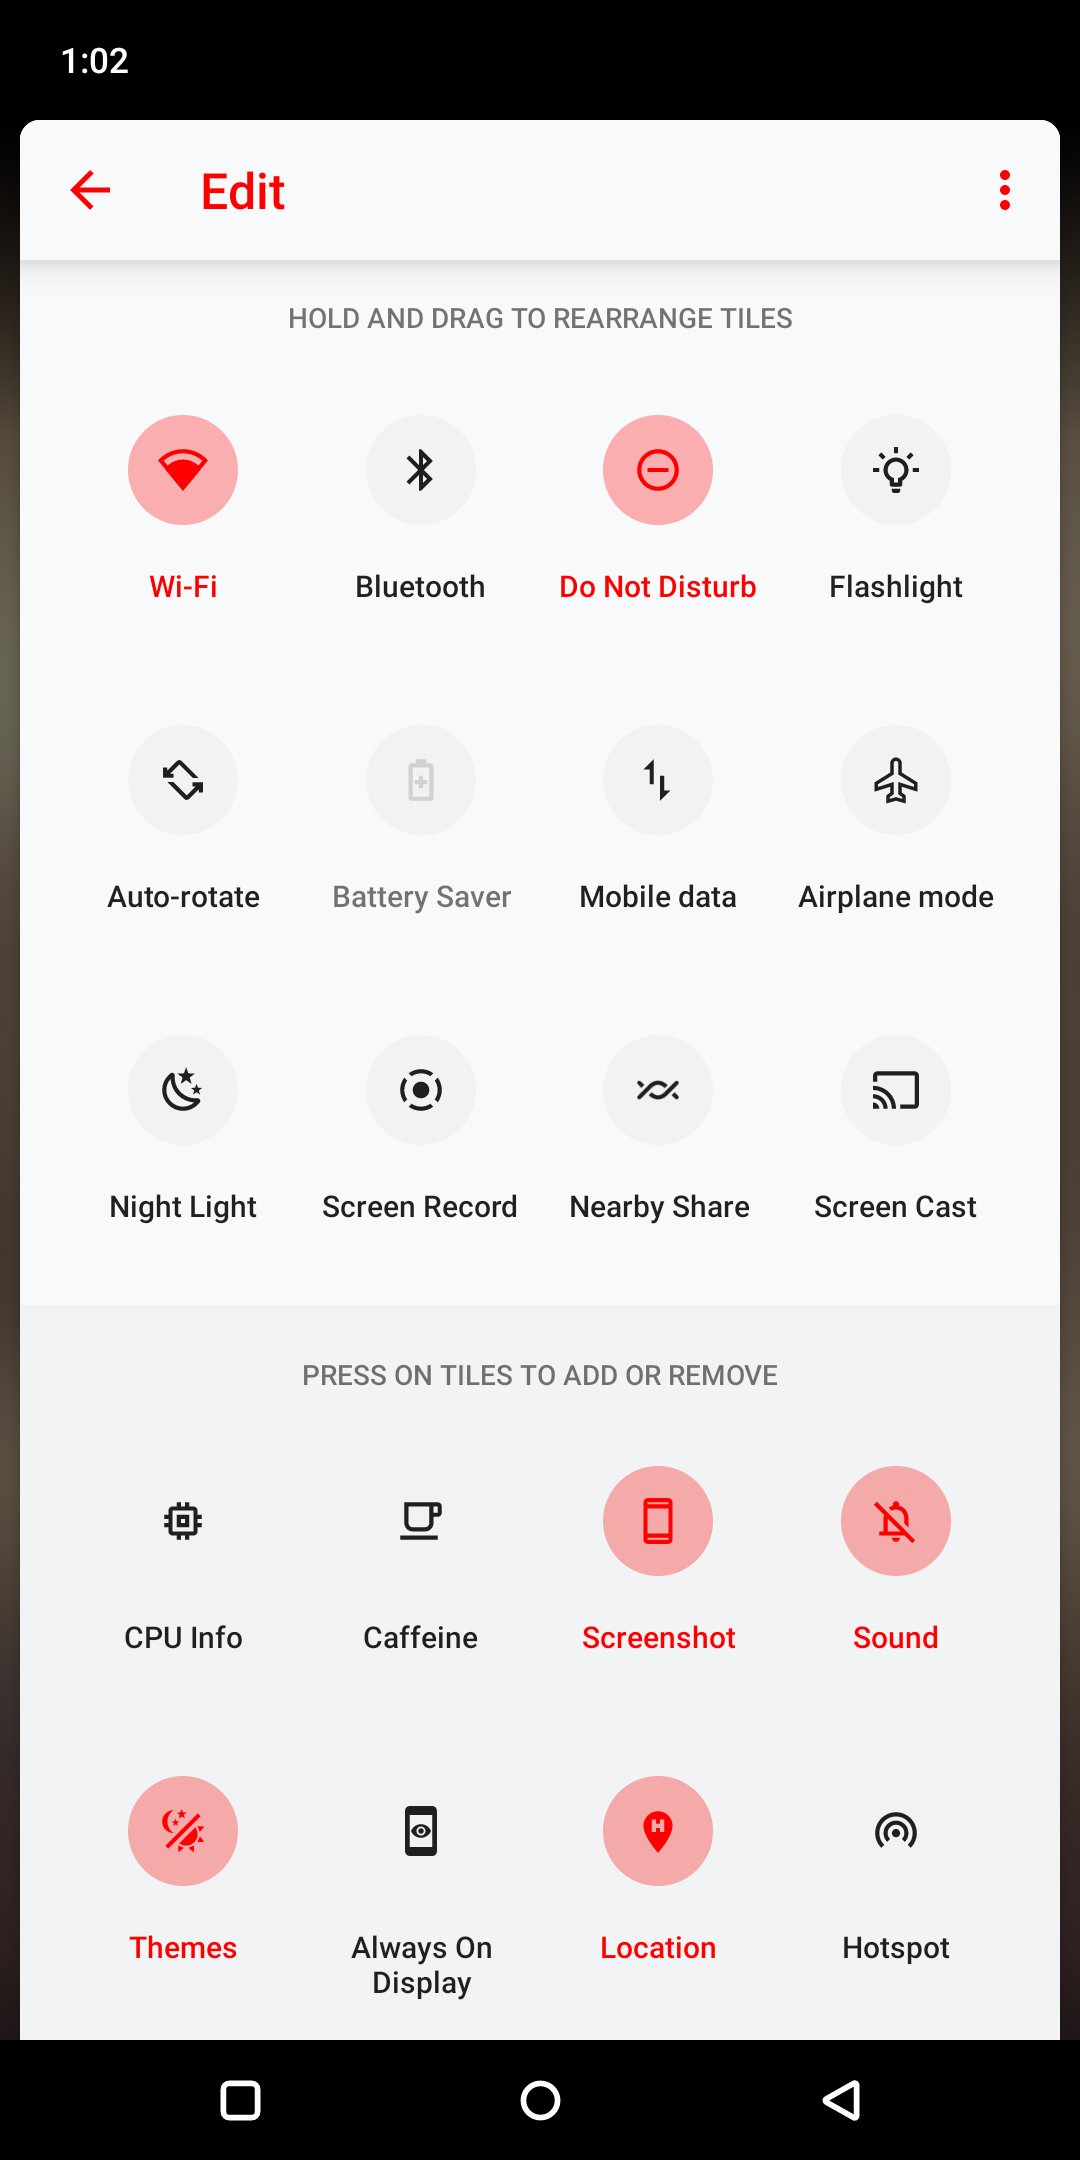 1:02
Edit
HOLD AND DRAG TO REARRANGE TILES
Wi-Fi
Bluetooth
Do Not Disturb
Flashlight
Auto-rotate
Battery Saver
Mobile data
Airplane mode
Night Light
Screen Record
Nearby Share
Screen Cast
PRESS ON TILES TO ADD OR REMOVE
CPU Info
Caffeine
Screenshot
Sound
Themes
Always On
Display
H
Location
Hotspot